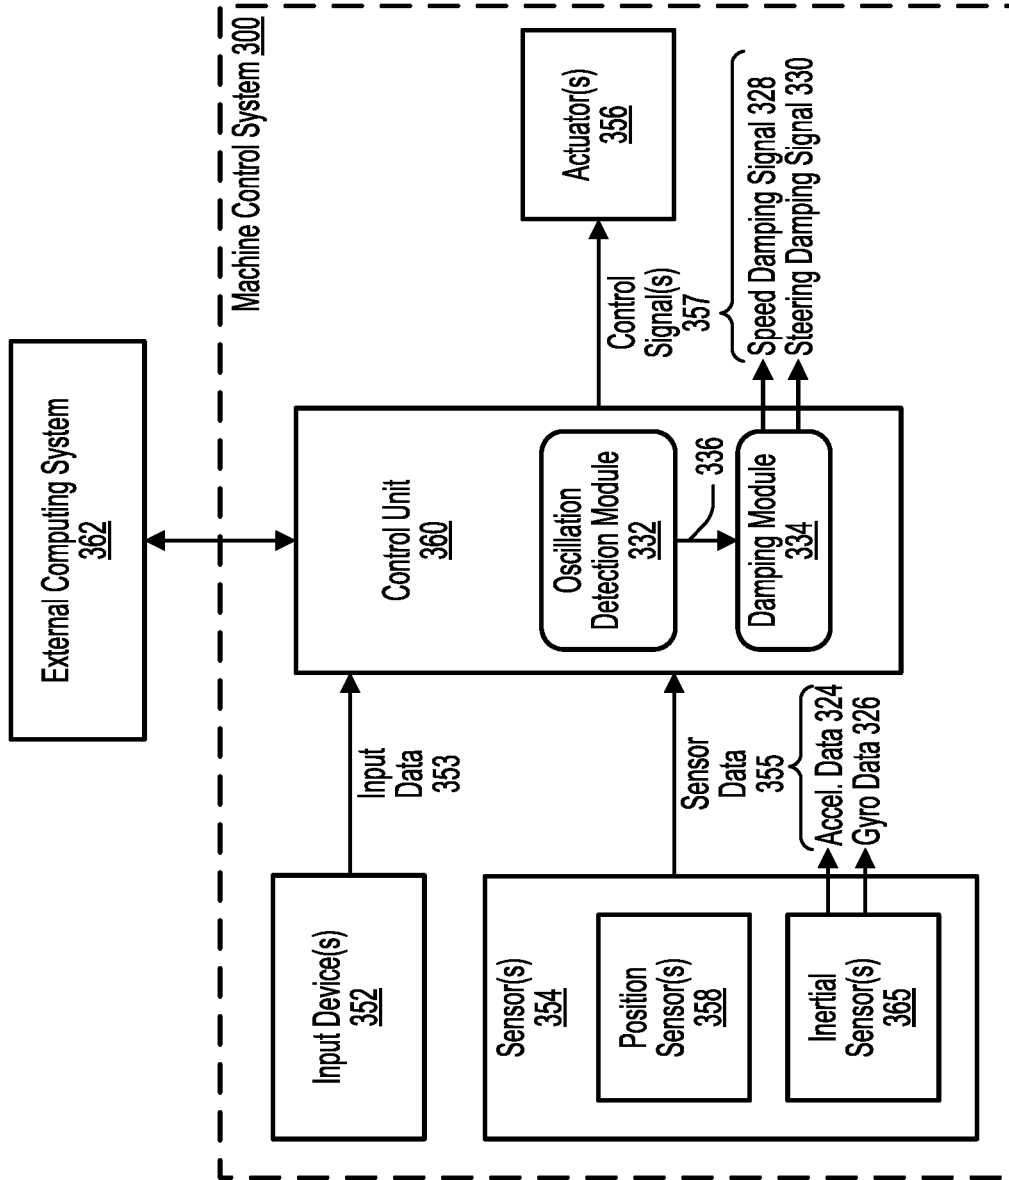 External Computing System
362
Machine Control System 300
Input Device(s)
352
Input
Data
353
Control Unit
360
Sensor(s)
354
Position
Sensor(s)
358
Inertial
Sensor(s)
365
Sensor
Data
355
Accel. Data 324
Gyro Data 326
Oscillation
Detection Module
332
336
Damping Module
334
Control
Signal(s)
357
Speed Damping Signal 328
Steering Damping Signal 330
Actuator(s)
356